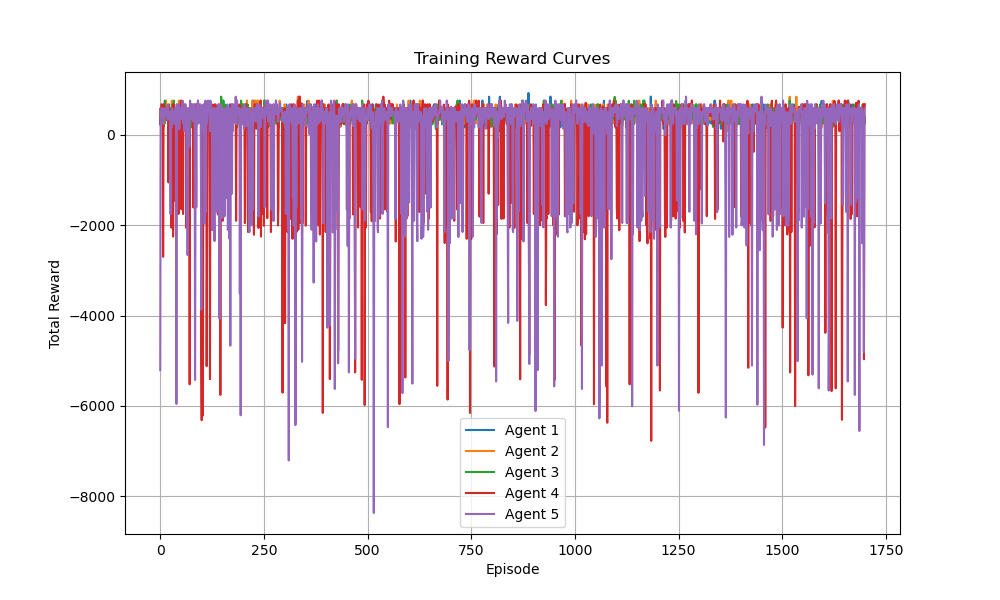 Training Reward Curves
Total Reward
0
−2000
−4000
−6000
−8000
Agent 1
Agent 2
Agent 3
Agent 4
Agent 5
0 250 500 750 1000 1250 1500 1750
Episode